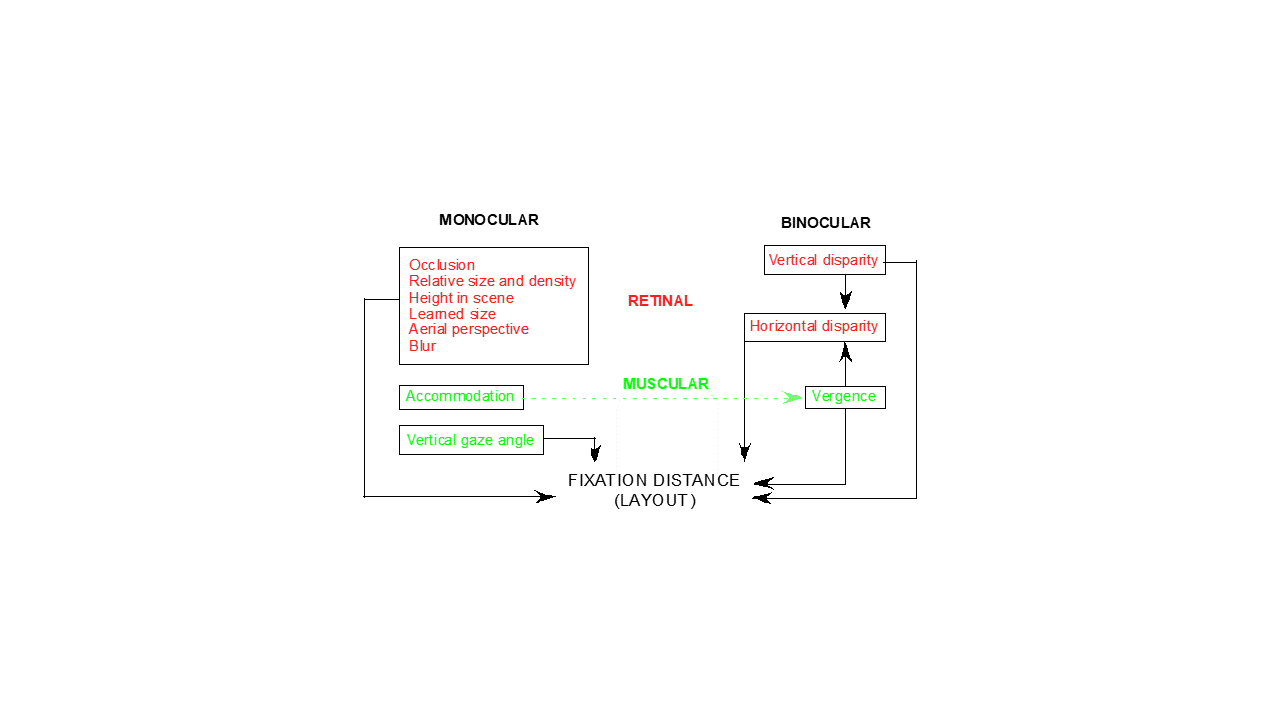 MONOCULAR
BINOCULAR
Occlusion
Relative size and density
Height in scene
Learned size
Aerial perspective
Blur
RETINAL
Vertical disparity
Horizontal disparity
MUSCULAR
Accommodation
Vergence
Vertical gaze angle
FIXATION DISTANCE
(LAYOUT)